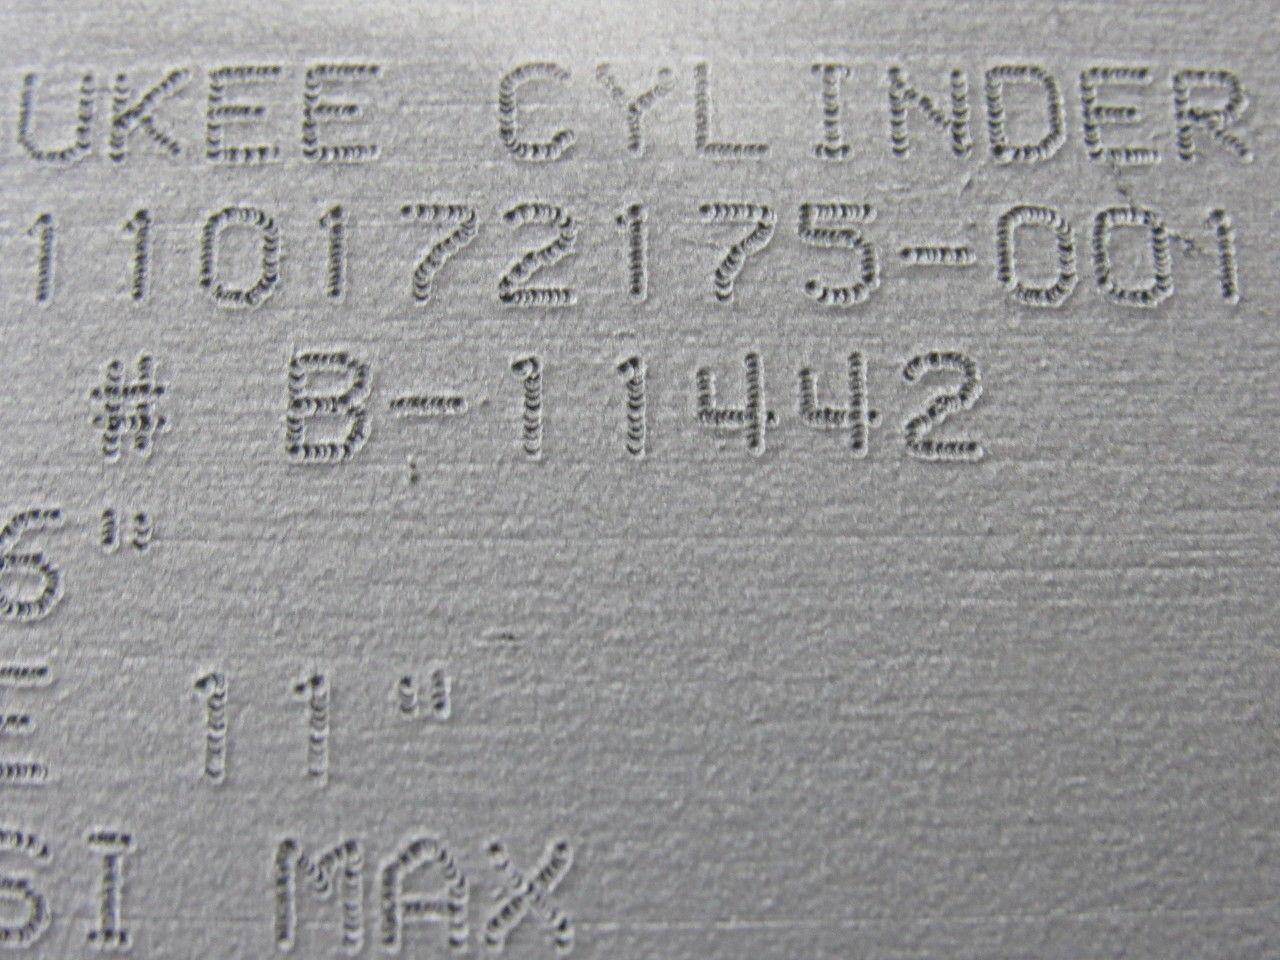 UKEE CYLINDER
110172175-001
# B-11442
6"
E 11"
SI MAX